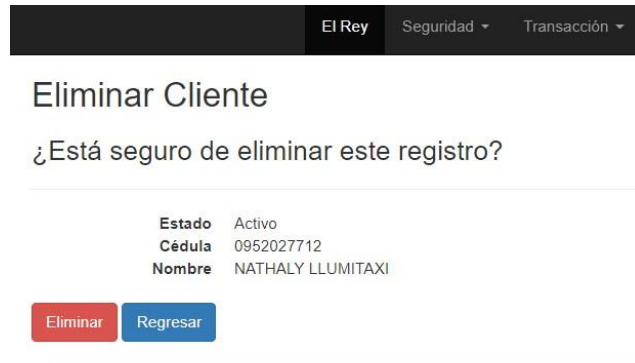 El Rey Seguridad Transacción
Eliminar Cliente
¿Está seguro de eliminar este registro?
Estado Activo
Cédula 0952027712
Nombre NATHALY LLUMITAXI
Eliminar Regresar